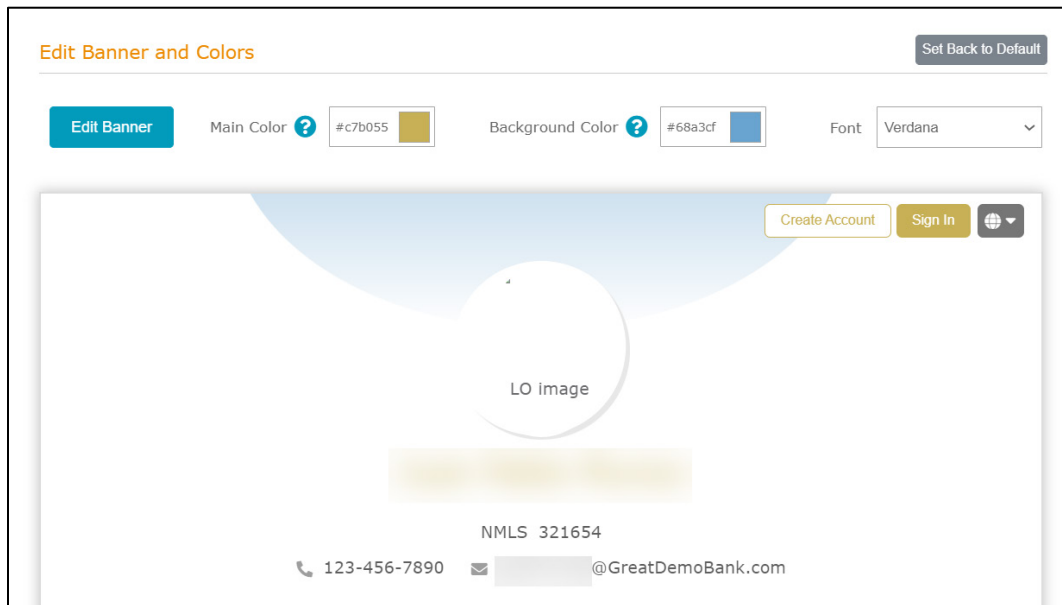 Edit Banner and Colors
Set Back to Default
Edit Banner
Main Color ?
#c7b055
Background Color ?
#68a3cf
Font
Verdana
Create Account
Sign In
LO image
NMLS 321654
123-456-7890
@GreatDemoBank.com